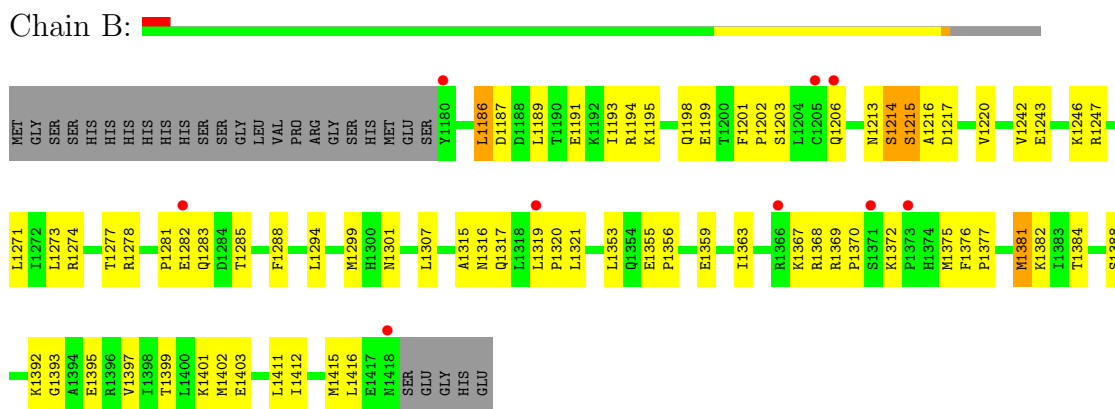 Chain B:
MET GLY SER SER HIS HIS HIS HIS HIS HIS SER SER GLY LEU VAL PRO ARG GLY SER HIS MET GLU SER Y1180 L1186 D1187 D1188 L1189 T1190 E1191 K1192 I1193 R1194 K1195 Q1198 E1199 T1200 F1201 P1202 S1203 L1204 C1205 Q1206 N1213 S1214 S1215 A1216 D1217 V1220 V1242 E1243 K1246 R1247
L1271 I1272 L1273 R1274 T1277 R1278 P1281 E1282 Q1283 D1284 T1285 F1288 L1294 M1299 H1300 N1301 L1307 A1315 N1316 Q1317 L1318 L1319 P1320 L1321 L1353 Q1354 E1355 P1356 E1359 I1363 R1366 K1367 R1368 R1369 P1370 S1371 K1372 P1373 H1374 M1375 F1376 P1377 M1381 K1382 I1383 T1384 S1388
K1392 G1393 A1394 E1395 R1396 V1397 I1398 T1399 L1400 K1401 M1402 E1403 L1411 I1412 M1415 L1416 E1417 N1418 SER GLU GLY HIS GLU